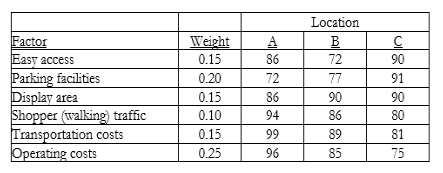 Location
Factor Weight A B C
Easy access 0.15 86 72 90
Parking facilities 0.20 72 77 91
Display area 0.15 86 90 90
Shopper (walking) traffic 0.10 94 86 80
Transportation costs 0.15 99 89 81
Operating costs 0.25 96 85 75